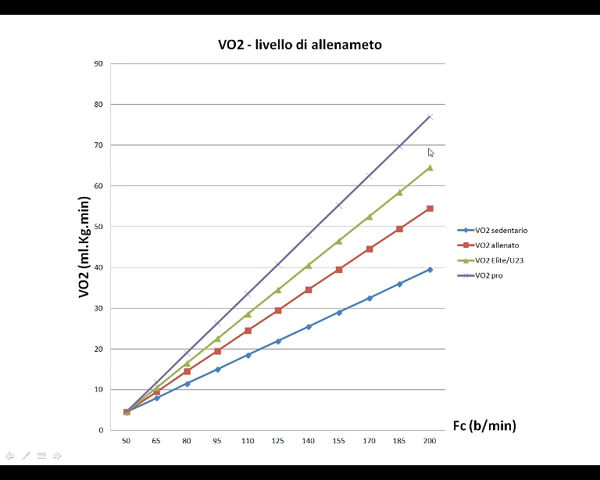 VO2 - livello di allenameto
90
80
70
60
50
40
30
20
10
0
VO2 (ml.Kg.min)
50 65 80 95 110 125 140 155 170 185 200
Fc (b/min)
VO2 sedentario
VO2 allenato
VO2 Elite/U23
VO2 pro